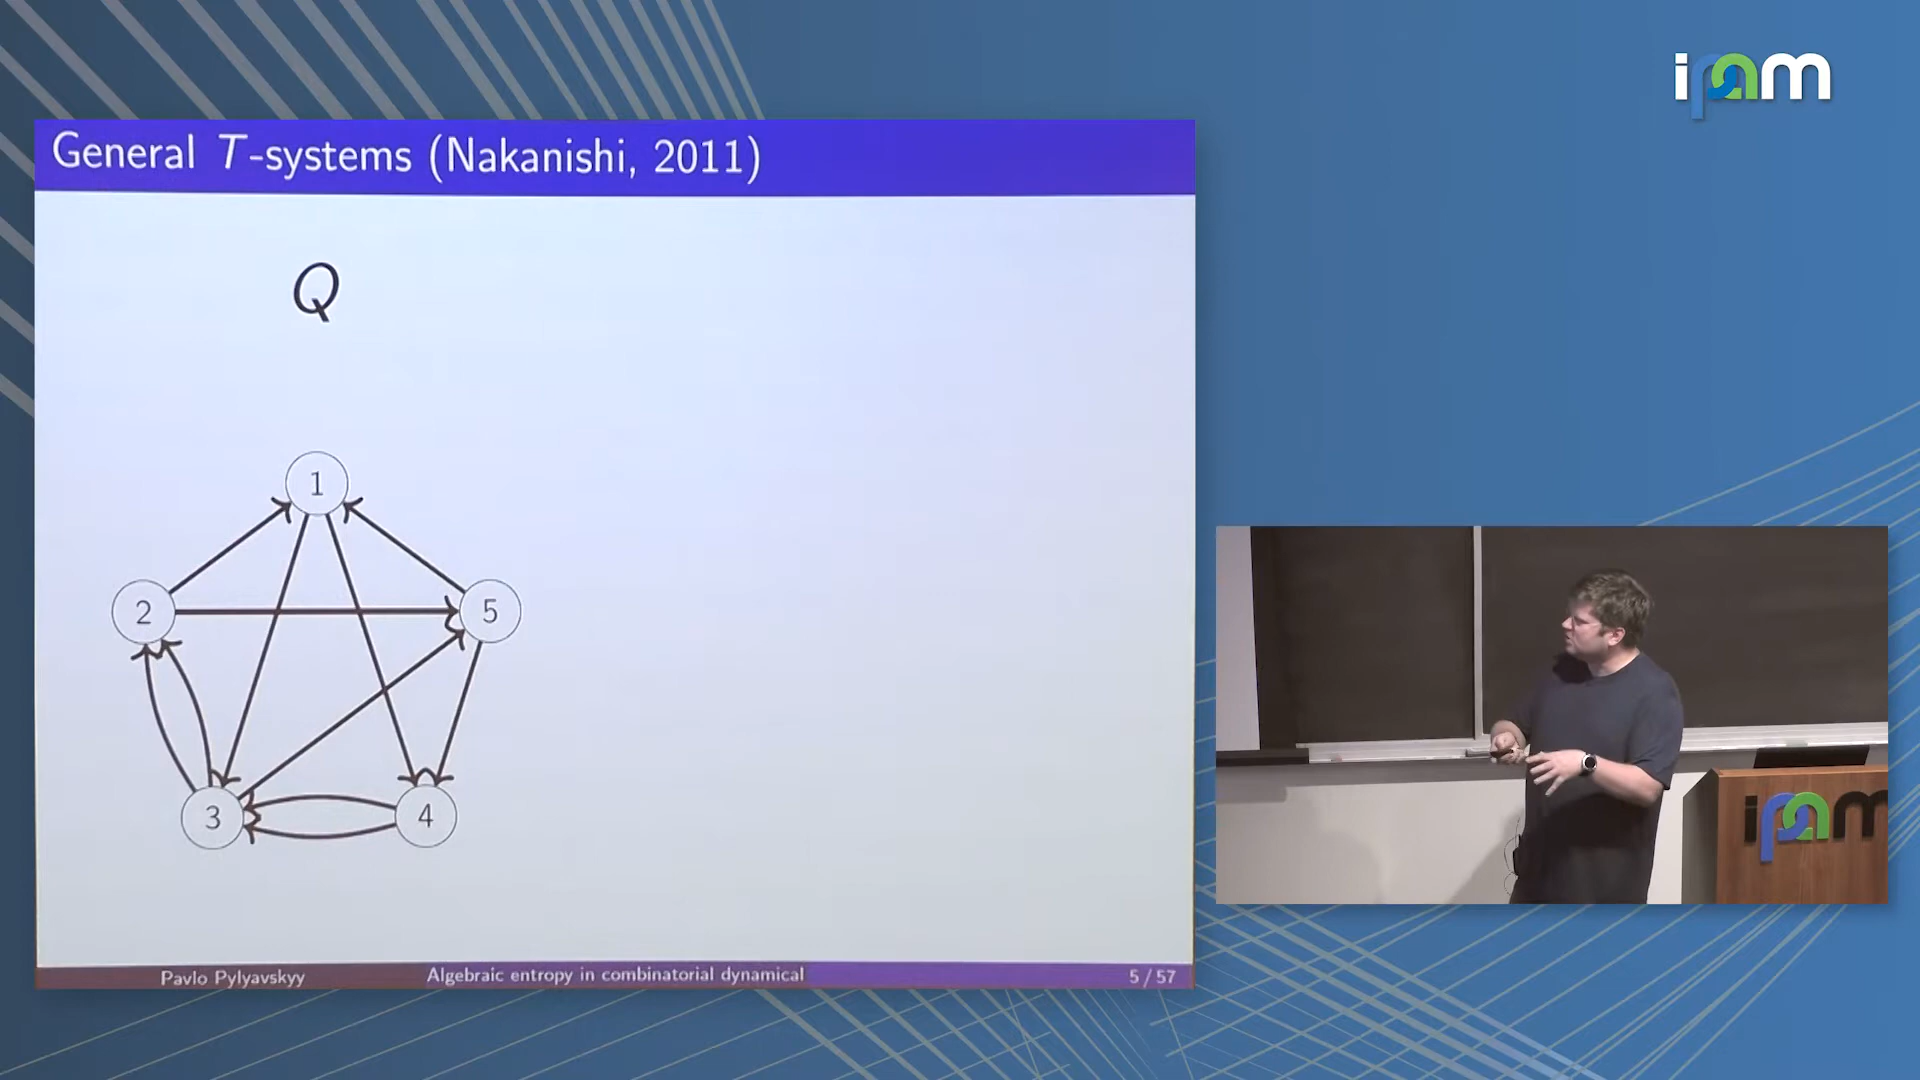 ipam
General T-systems (Nakanishi, 2011)
Q
1
2
5
3
4
Pavlo Pylyavskyy
Algebraic entropy in combinatorial dynamical
5 / 57
ipam